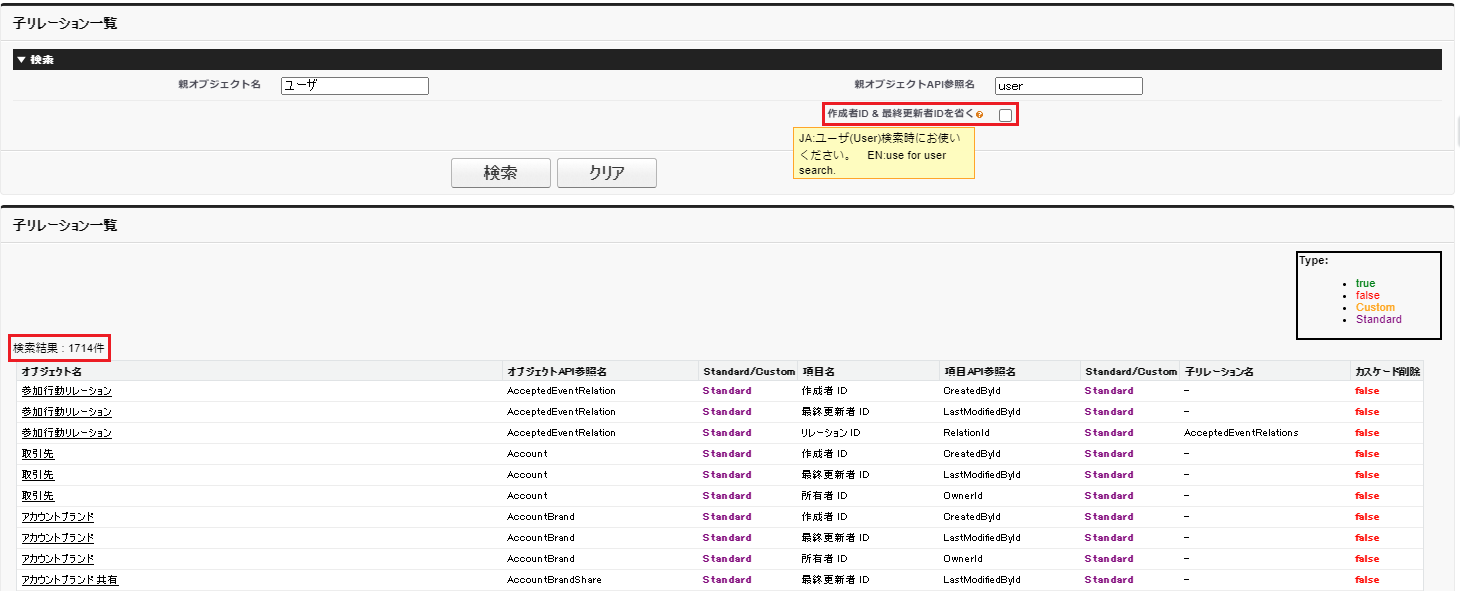 子リレーション一覧
▼ 検索
親オブジェクト名 ユーザ 親オブジェクトAPI参照名 user
作成者ID & 最終更新者IDを省く?
JA:ユーザ(User)検索時にお使い
ください。 EN:use for user
search.
検索 クリア
子リレーション一覧
Type:
• true
• false
• Custom
• Standard
検索結果 : 1714件
オブジェクト名 オブジェクトAPI参照名 Standard/Custom 項目名 項目API参照名 Standard/Custom 子リレーション名 カスケード削除
参加行動リレーション AcceptedEventRelation Standard 作成者 ID CreatedById Standard - false
参加行動リレーション AcceptedEventRelation Standard 最終更新者 ID LastModifiedById Standard - false
参加行動リレーション AcceptedEventRelation Standard リレーション ID RelationId Standard AcceptedEventRelations false
取引先 Account Standard 作成者 ID CreatedById Standard - false
取引先 Account Standard 最終更新者 ID LastModifiedById Standard - false
取引先 Account Standard 所有者 ID OwnerId Standard - false
アカウントブランド AccountBrand Standard 作成者 ID CreatedById Standard - false
アカウントブランド AccountBrand Standard 最終更新者 ID LastModifiedById Standard - false
アカウントブランド AccountBrand Standard 所有者 ID OwnerId Standard - false
アカウントブランド 共有 AccountBrandShare Standard 最終更新者 ID LastModifiedById Standard - false